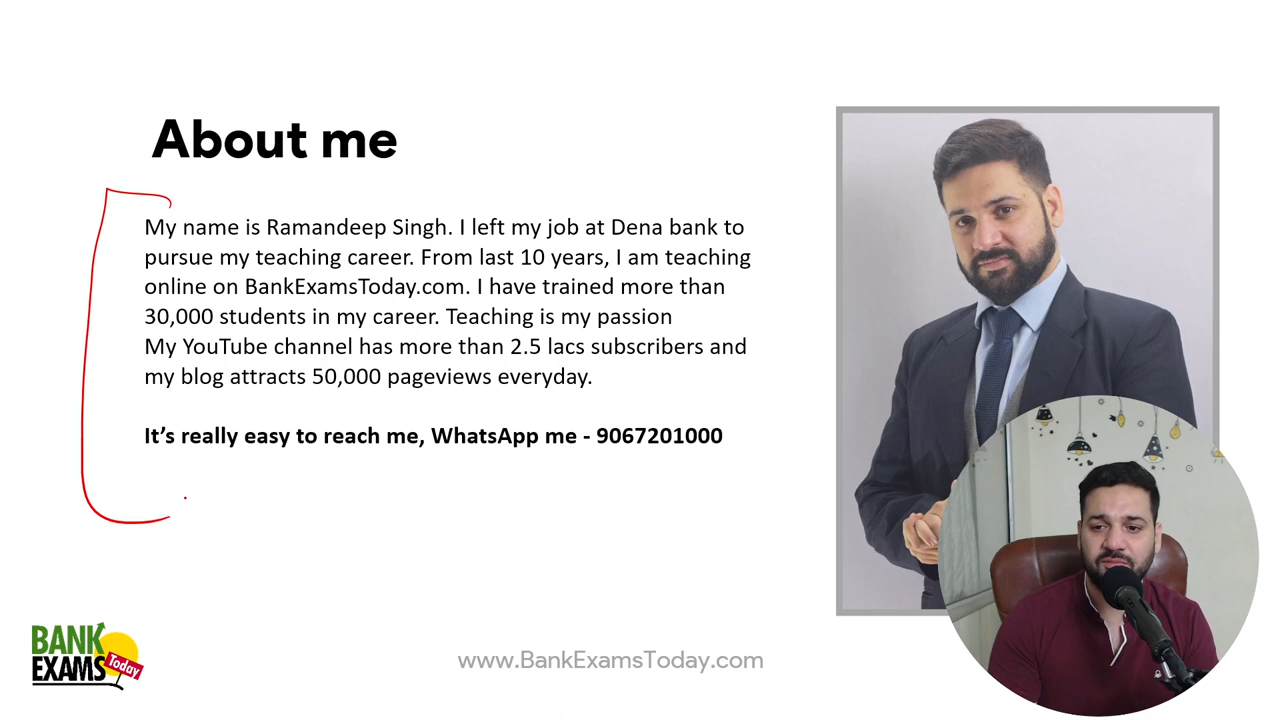 About me
My name is Ramandeep Singh. I left my job at Dena bank to
pursue my teaching career. From last 10 years, I am teaching
online on BankExamsToday.com. I have trained more than
30,000 students in my career. Teaching is my passion
My YouTube channel has more than 2.5 lacs subscribers and
my blog attracts 50,000 pageviews everyday.
It’s really easy to reach me, WhatsApp me - 9067201000
BANK
EXAMS
Today
www.BankExamsToday.com